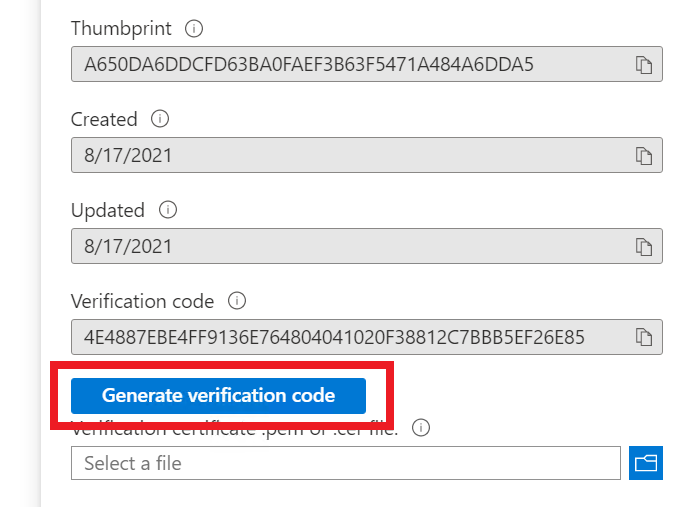 Thumbprint
A650DA6DDCFD63BA0FAEF3B63F5471A484A6DDA5
Created
8/17/2021
Updated
8/17/2021
Verification code
4E4887EBE4FF9136E764804041020F38812C7BBB5EF26E85
Generate verification code
Verification certificate .pem or .cer file.
Select a file